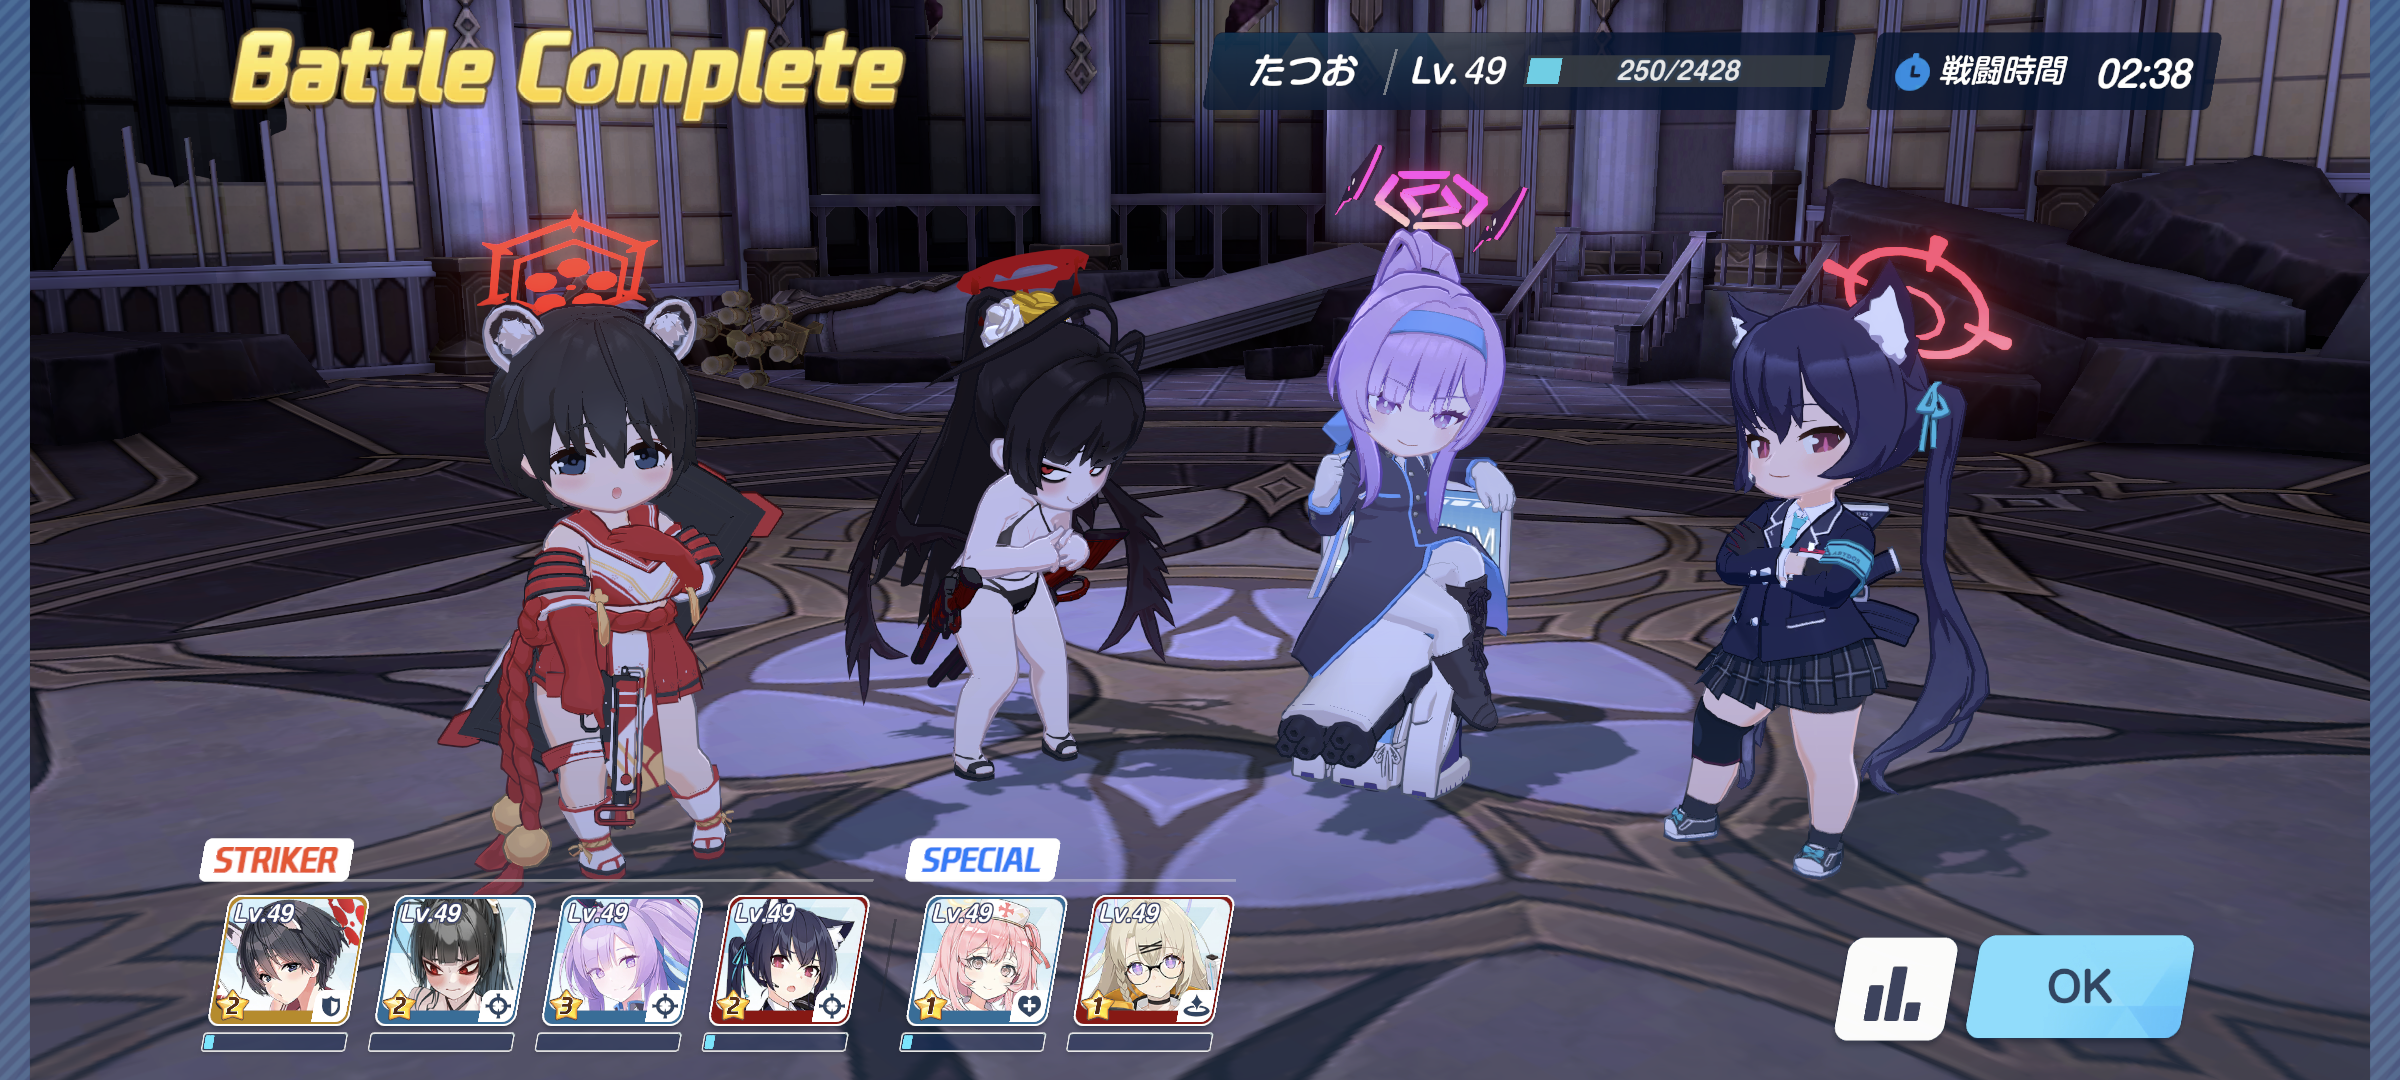 Battle Complete
たつお Lv. 49 250/2428
戦闘時間 02:38
STRIKER
SPECIAL
Lv.49 Lv.49 Lv.49 Lv.49 Lv.49 Lv.49
2 2 3 2 1 1
OK